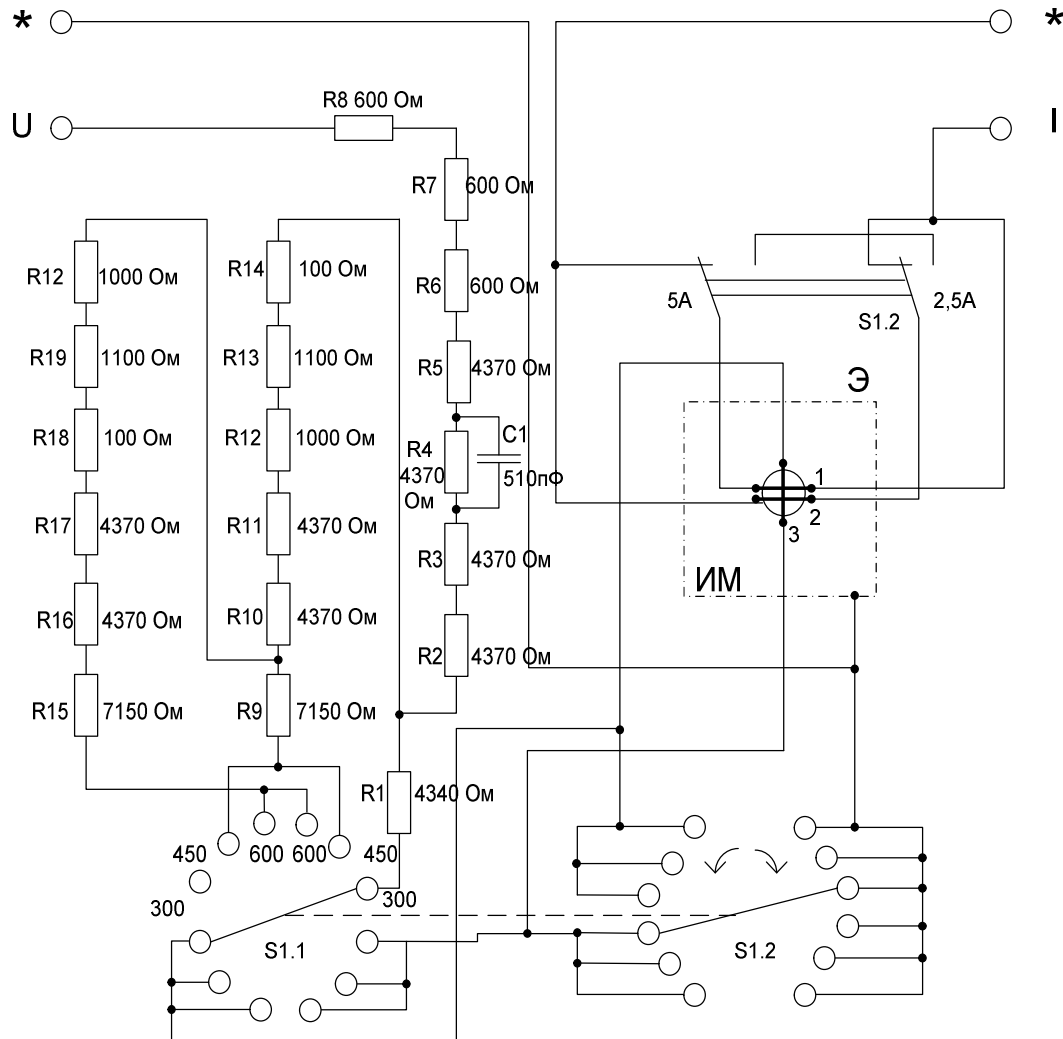 * *
R8 600 Ом
U I
R7 600 Ом
R12 1000 Ом R14 100 Ом R6 600 Ом 5А 2,5А
S1.2
R19 1100 Ом R13 1100 Ом R5 4370 Ом
Э
R18 100 Ом R12 1000 Ом R4 4370 Ом C1 510пФ
1
2
3
R17 4370 Ом R11 4370 Ом R3 4370 Ом
ИМ
R16 4370 Ом R10 4370 Ом R2 4370 Ом
R15 7150 Ом R9 7150 Ом
R1 4340 Ом
450 600 600 450
300 300
S1.1 S1.2